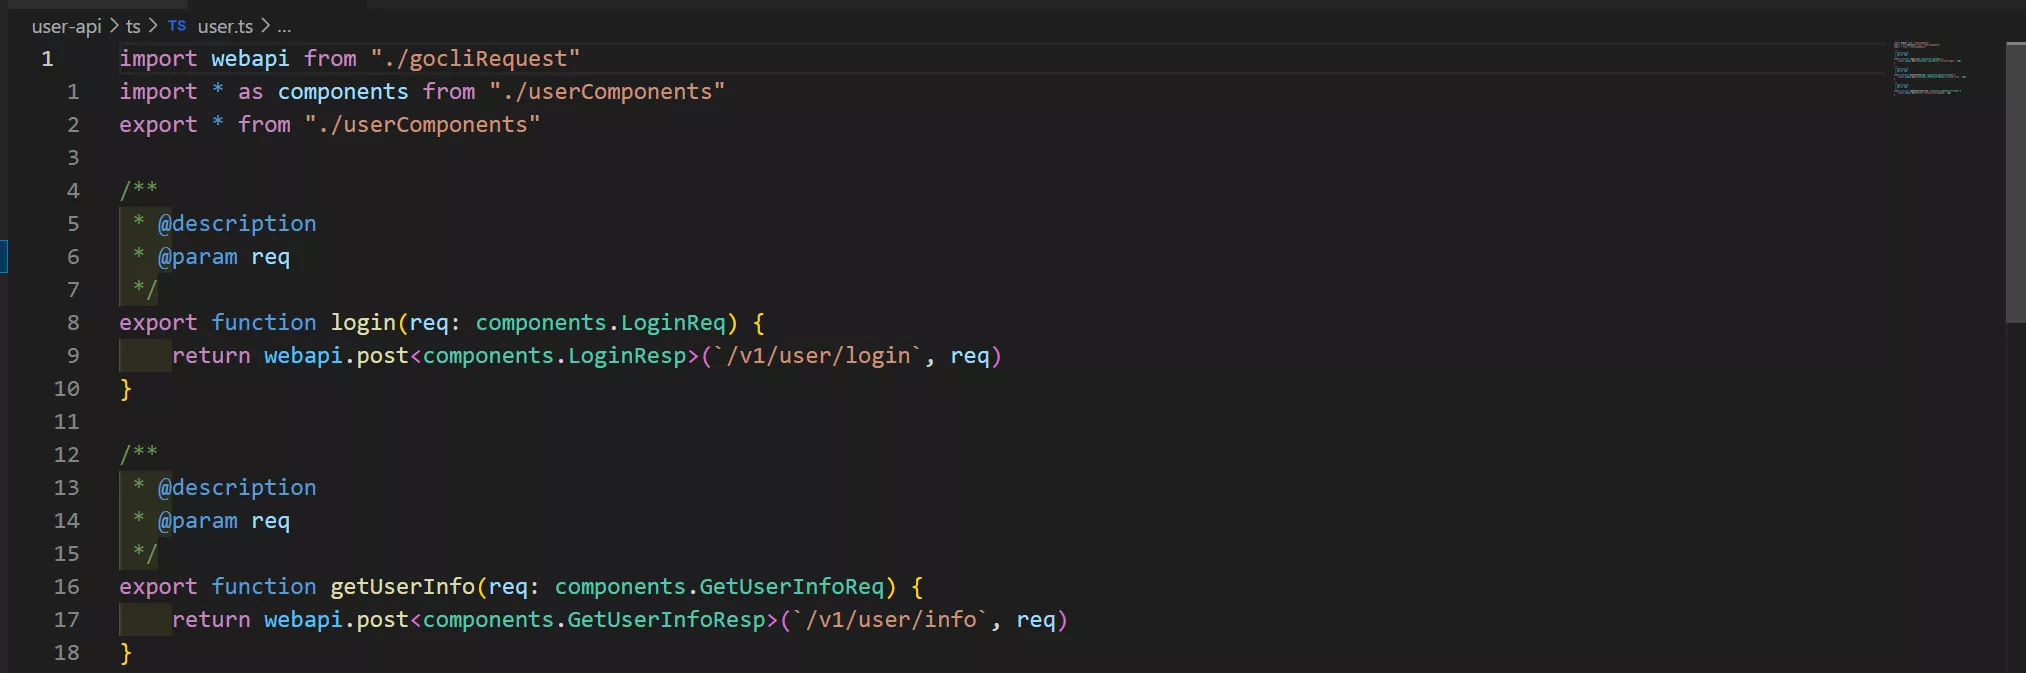 user-api > ts > TS user.ts > ...
1 import webapi from "./gocliRequest"
1 import * as components from "./userComponents"
2 export * from "./userComponents"
3
4 /**
5  * @description
6  * @param req
7  */
8 export function login(req: components.LoginReq) {
9     return webapi.post<components.LoginResp>(`/v1/user/login`, req)
10 }
11
12 /**
13  * @description
14  * @param req
15  */
16 export function getUserInfo(req: components.GetUserInfoReq) {
17     return webapi.post<components.GetUserInfoResp>(`/v1/user/info`, req)
18 }